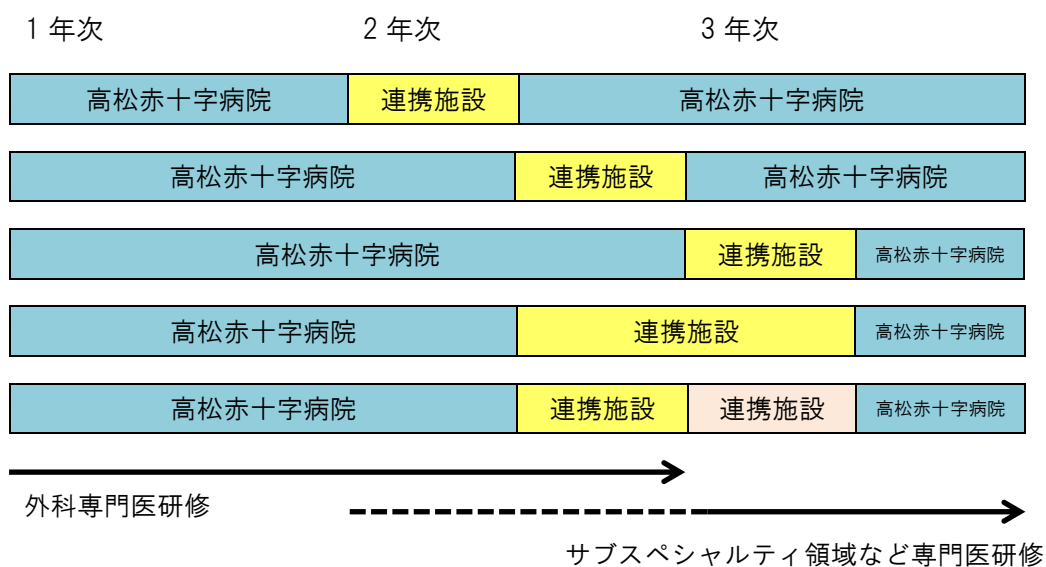 1 年次 2 年次 3 年次
高松赤十字病院 連携施設 高松赤十字病院
高松赤十字病院 連携施設 高松赤十字病院
高松赤十字病院 連携施設 高松赤十字病院
高松赤十字病院 連携施設 高松赤十字病院
高松赤十字病院 連携施設 連携施設 高松赤十字病院
外科専門医研修
サブスペシャルティ領域など専門医研修